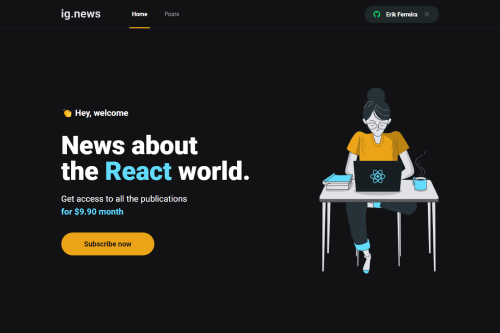 ig.news
Home
Posts
Erik Ferreira
👏 Hey, welcome
News about
the React world.
Get access to all the publications
for $9.90 month
Subscribe now